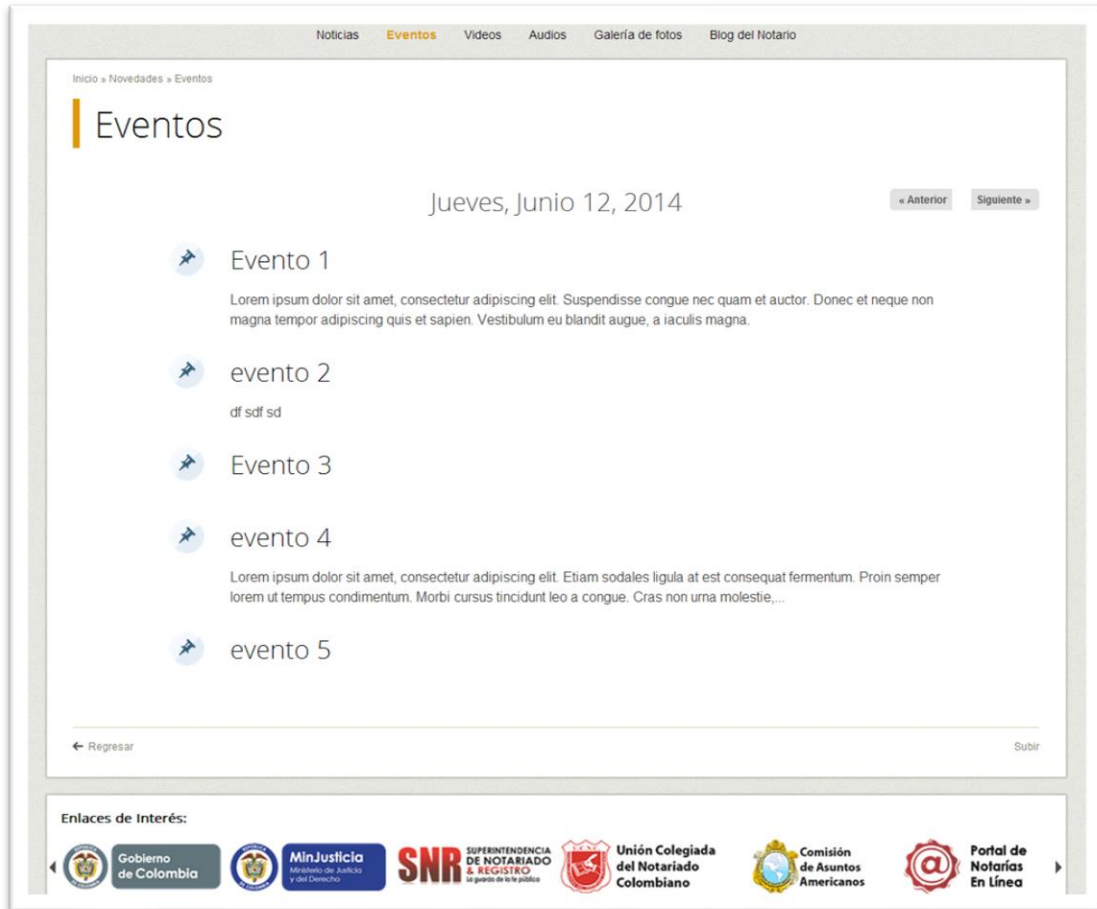 Noticias Eventos Videos Audios Galería de fotos Blog del Notario
Inicio » Novedades » Eventos
Eventos
Jueves, Junio 12, 2014
« Anterior Siguiente »
Evento 1
Lorem ipsum dolor sit amet, consectetur adipiscing elit. Suspendisse congue nec quam et auctor. Donec et neque non
magna tempor adipiscing quis et sapien. Vestibulum eu blandit augue, a iaculis magna.
evento 2
df sdf sd
Evento 3
evento 4
Lorem ipsum dolor sit amet, consectetur adipiscing elit. Etiam sodales ligula at est consequat fermentum. Proin semper
lorem ut tempus condimentum. Morbi cursus tincidunt leo a congue. Cras non urna molestie,...
evento 5
Regresar Subir
Enlaces de Interés:
Gobierno
de Colombia
MinJusticia
Ministerio de Justicia
y del Derecho
SNR
SUPERINTENDENCIA
DE NOTARIADO
& REGISTRO
La guarda de la fe pública
Unión Colegiada
del Notariado
Colombiano
Comisión
de Asuntos
Americanos
Portal de
Notarías
En Línea